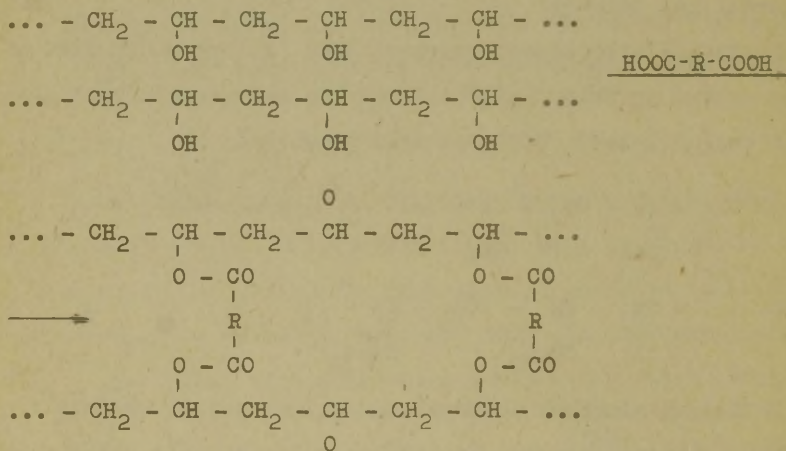 ... - CH2 - CH - CH2 - CH - CH2 - CH - ...
OH OH OH
HOOC-R-COOH
... - CH2 - CH - CH2 - CH - CH2 - CH - ...
OH OH OH
O
... - CH2 - CH - CH2 - CH - CH2 - CH - ...
O - CO O - CO
R R
O - CO O - CO
... - CH2 - CH - CH2 - CH - CH2 - CH - ...
O